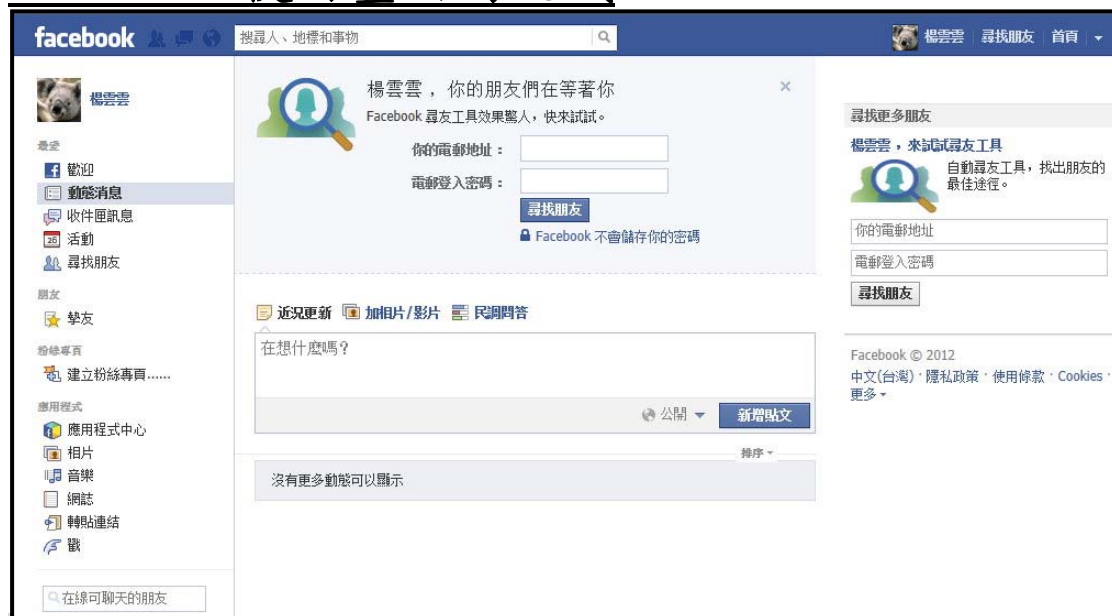 facebook
搜尋人、地標和事物
楊雲雲 尋找朋友 首頁
楊雲雲
最愛
歡迎
動態消息
收件匣訊息
26 活動
尋找朋友
朋友
摯友
粉絲專頁
建立粉絲專頁......
應用程式
應用程式中心
相片
音樂
網誌
轉貼連結
戳
在線可聊天的朋友
楊雲雲，你的朋友們在等著你
Facebook 尋友工具效果驚人，快來試試。
你的電郵地址：
電郵登入密碼：
尋找朋友
Facebook 不會儲存你的密碼
近況更新 加相片/影片 民調問答
在想什麼嗎？
公開 新增貼文
排序
沒有更多動態可以顯示
尋找更多朋友
楊雲雲，來試試尋友工具
自動尋友工具，找出朋友的
最佳途徑。
你的電郵地址
電郵登入密碼
尋找朋友
Facebook © 2012
中文(台灣)·隱私政策·使用條款·Cookies·
更多